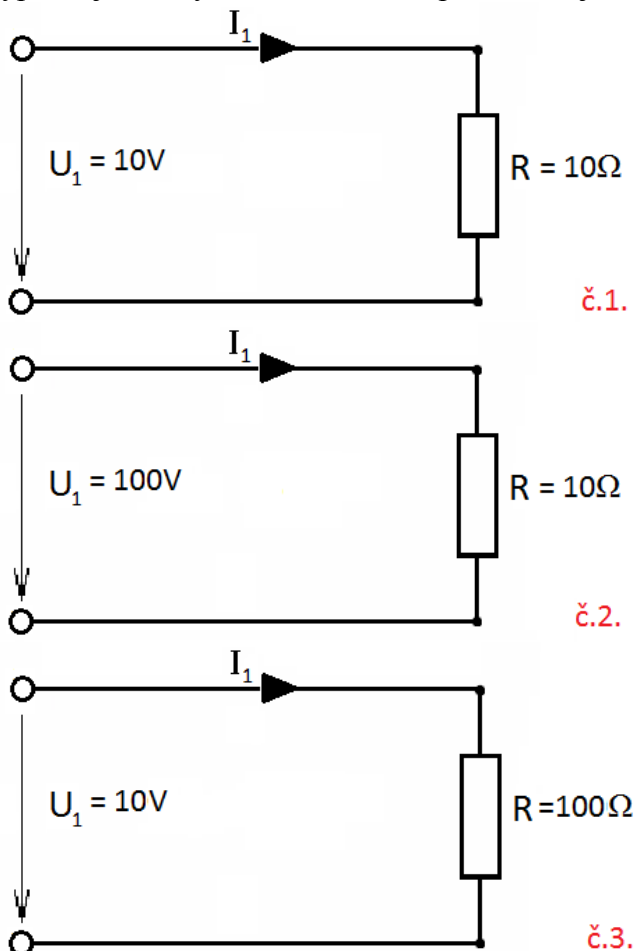 I₁
U₁ = 10V
R = 10Ω
č.1.
I₁
U₁ = 100V
R = 10Ω
č.2.
I₁
U₁ = 10V
R =100Ω
č.3.